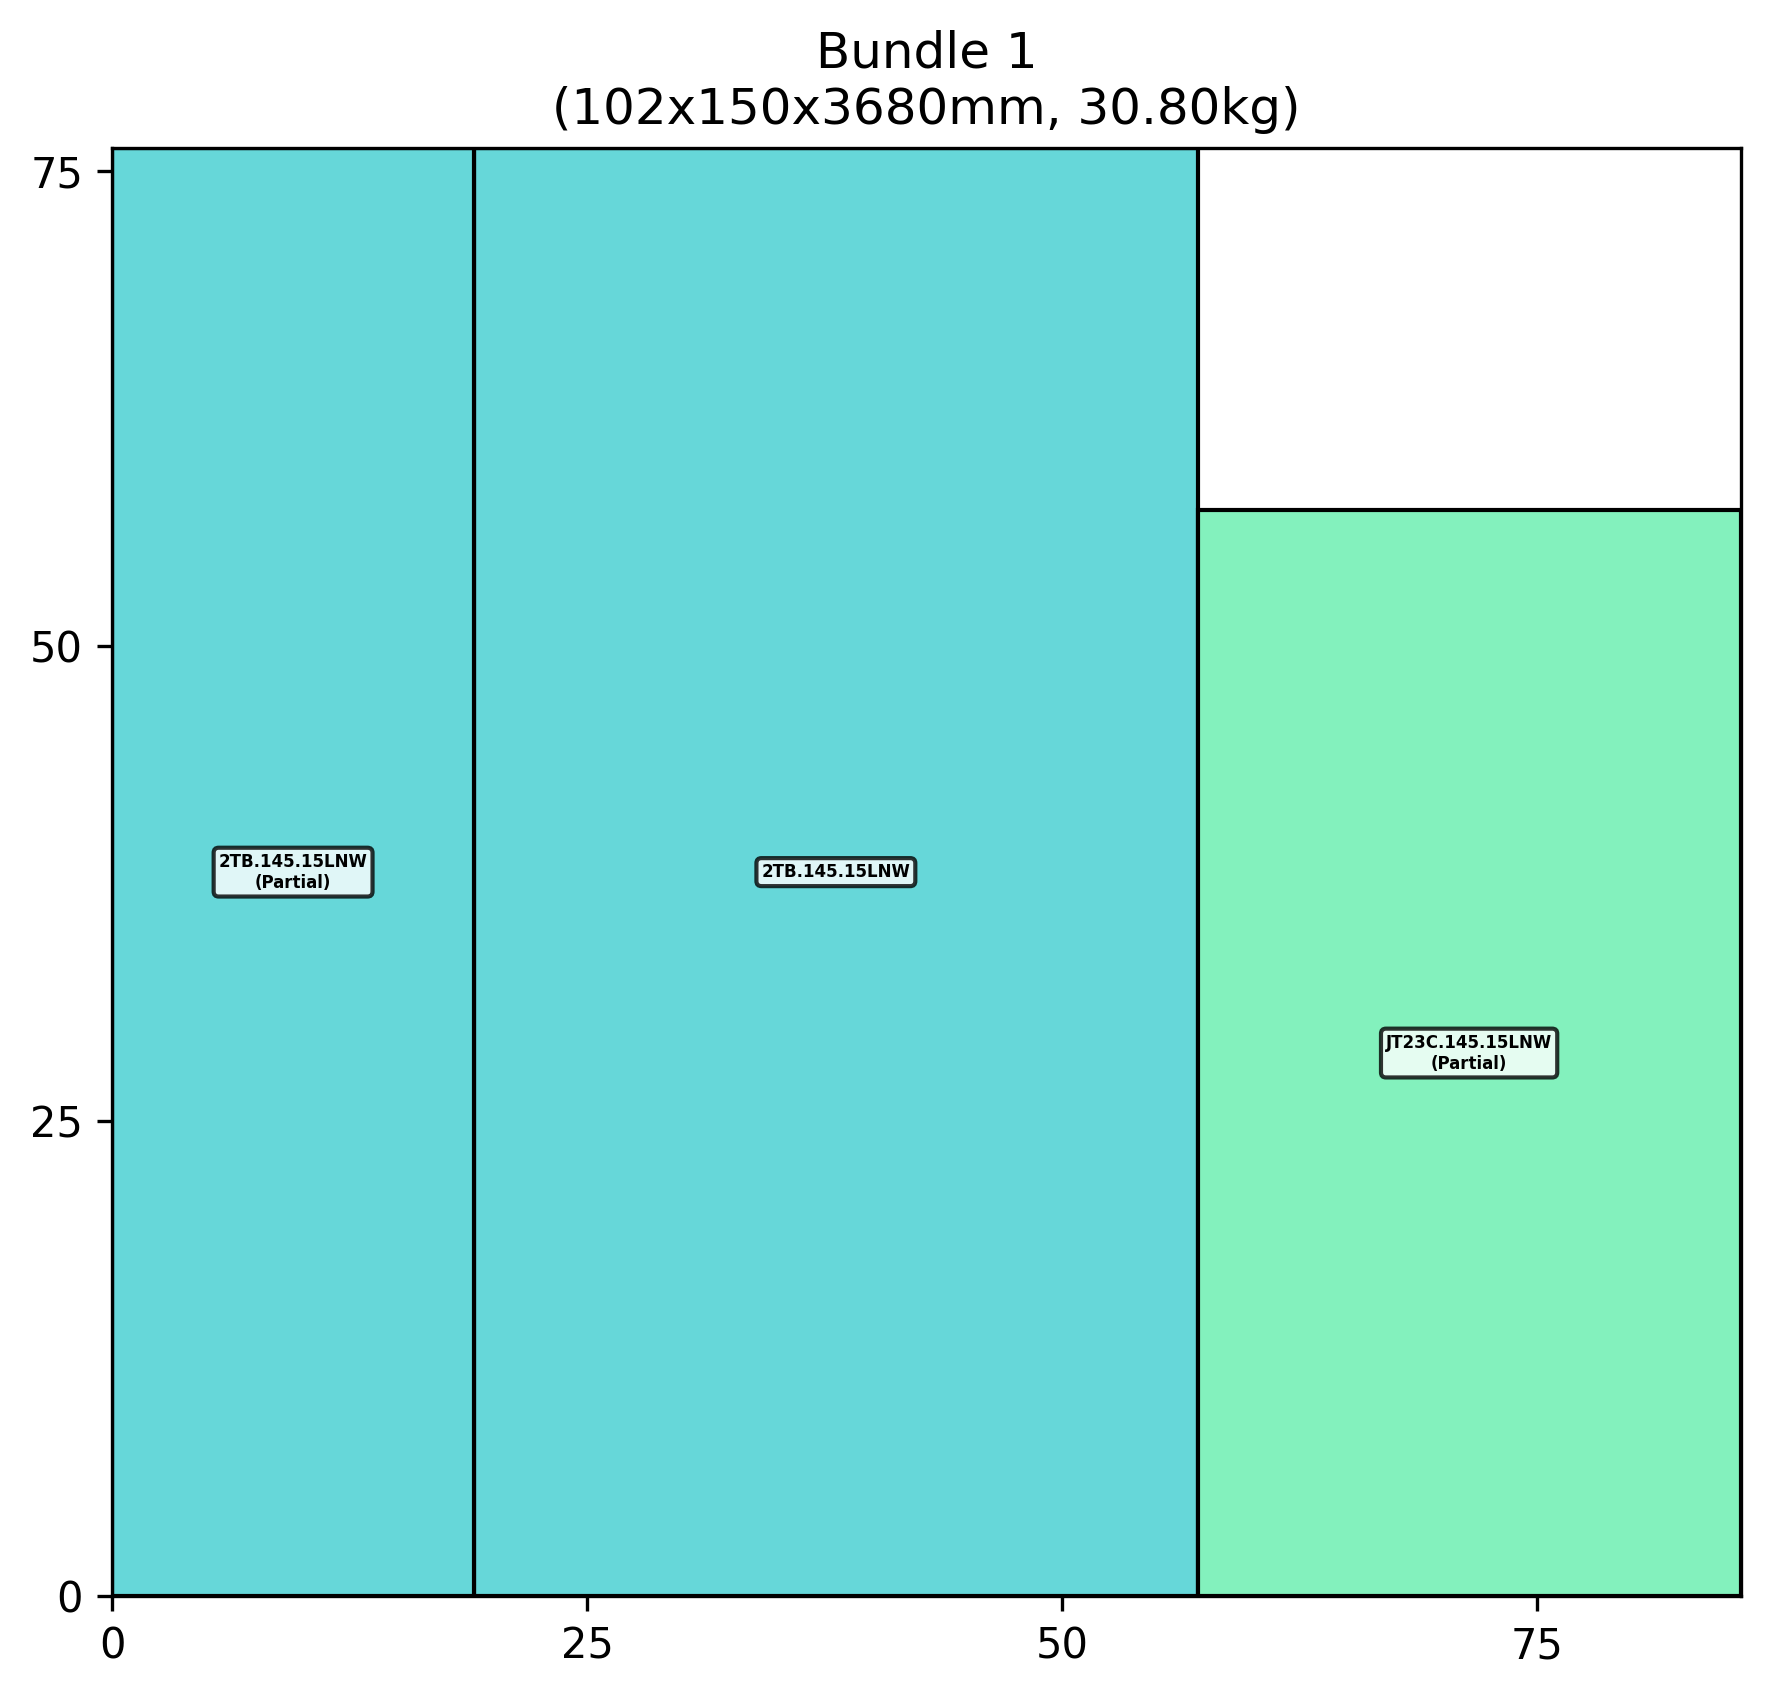 Bundle 1
(102x150x3680mm, 30.80kg)
75
50
25
0
2TB.145.15LNW
(Partial)
2TB.145.15LNW
JT23C.145.15LNW
(Partial)
0
25
50
75